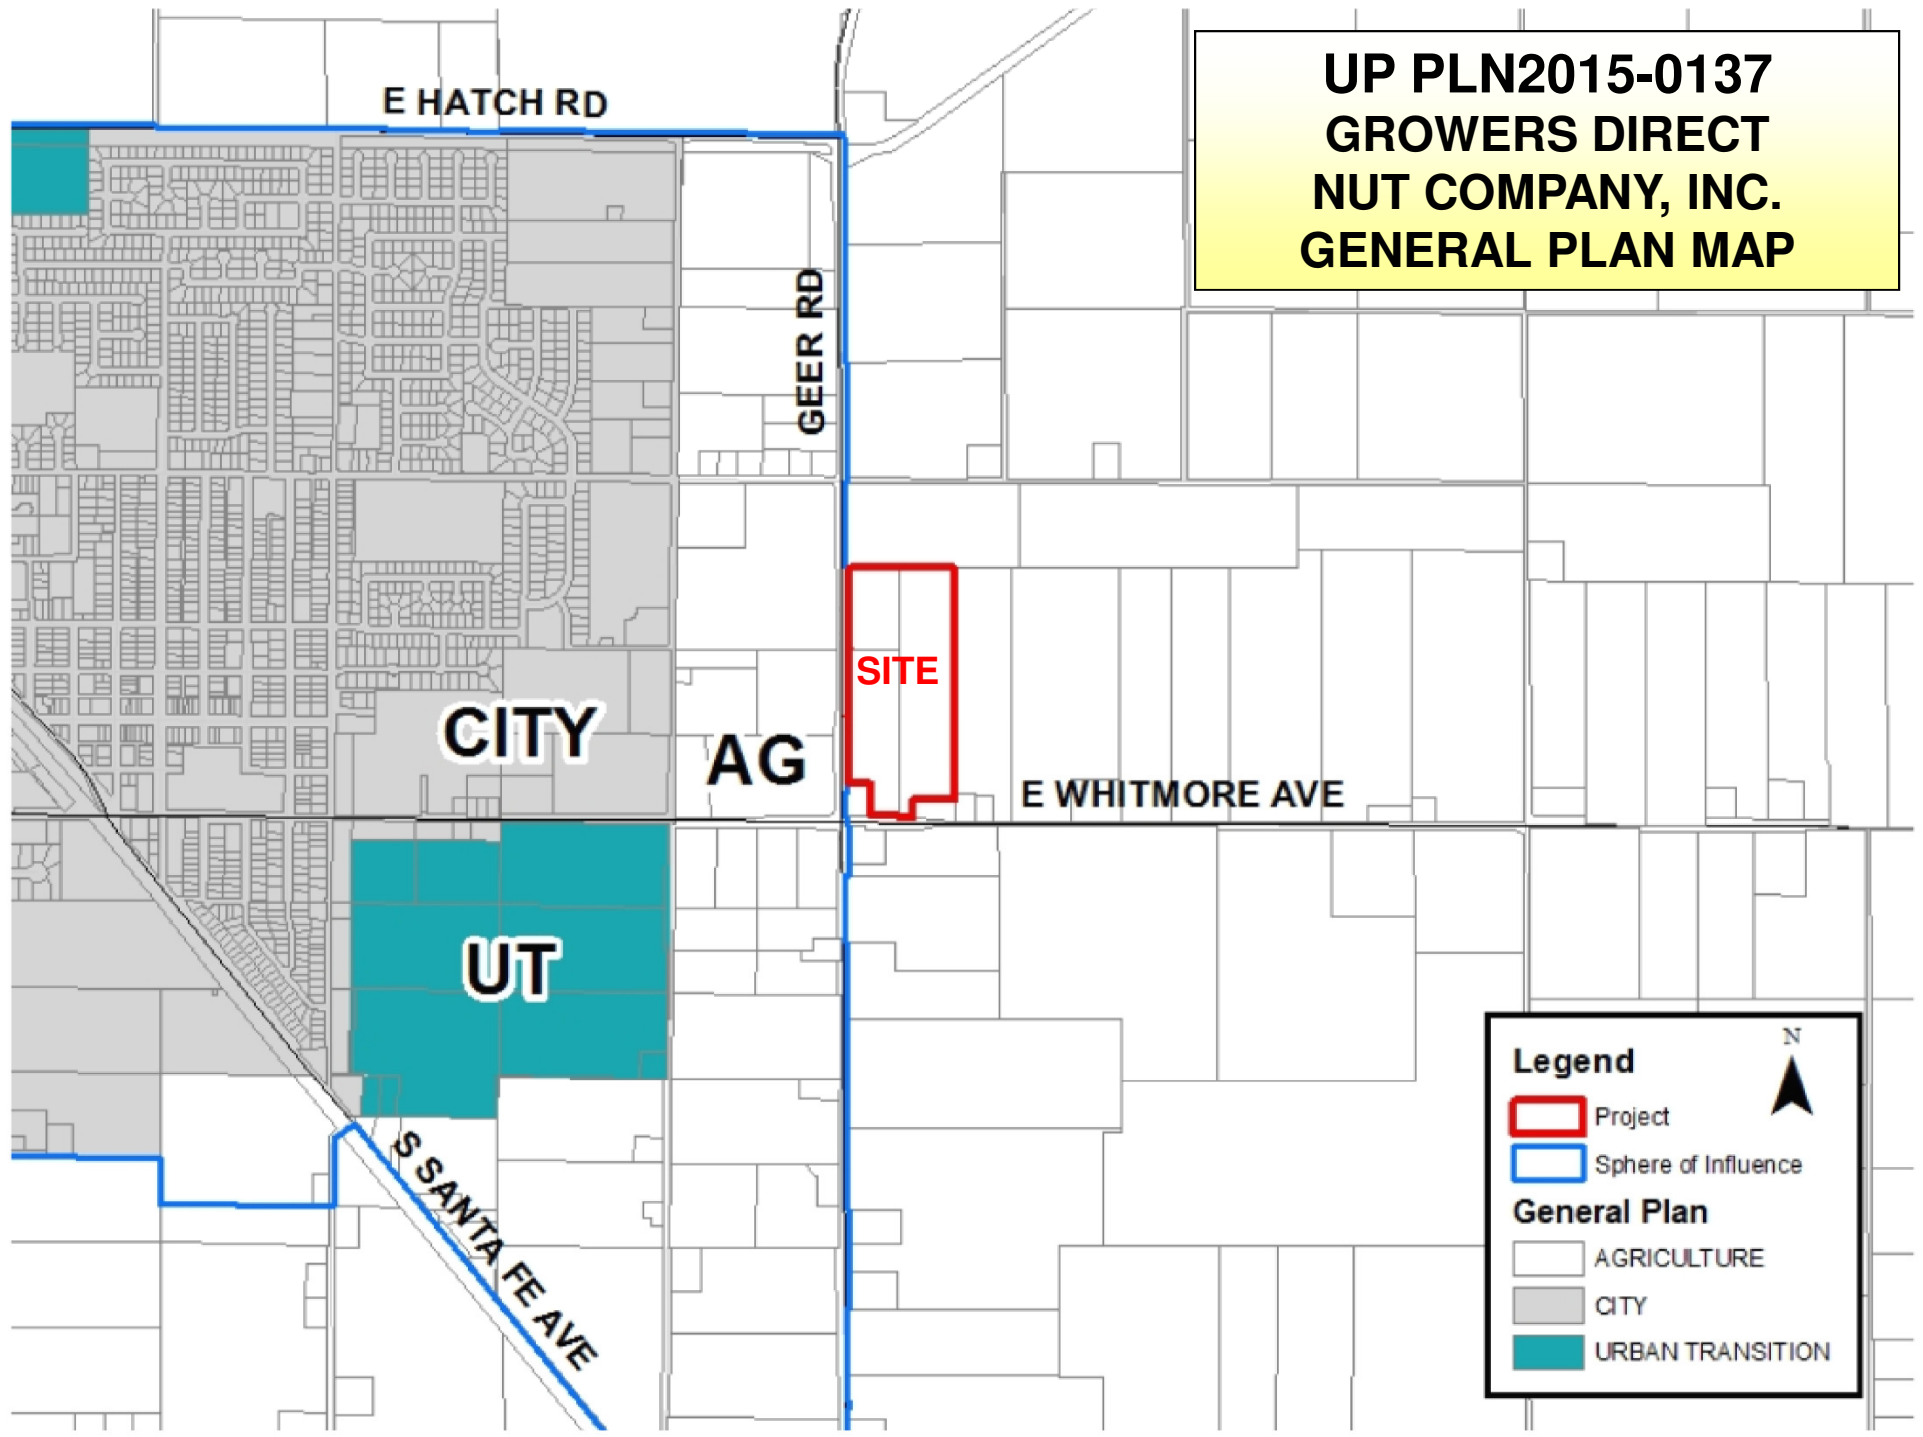 UP PLN2015-0137
GROWERS DIRECT
NUT COMPANY, INC.
GENERAL PLAN MAP
E HATCH RD
GEER RD
SITE
CITY
AG
E WHITMORE AVE
UT
S SANTA FE AVE
Legend
N
Project
Sphere of Influence
General Plan
AGRICULTURE
CITY
URBAN TRANSITION